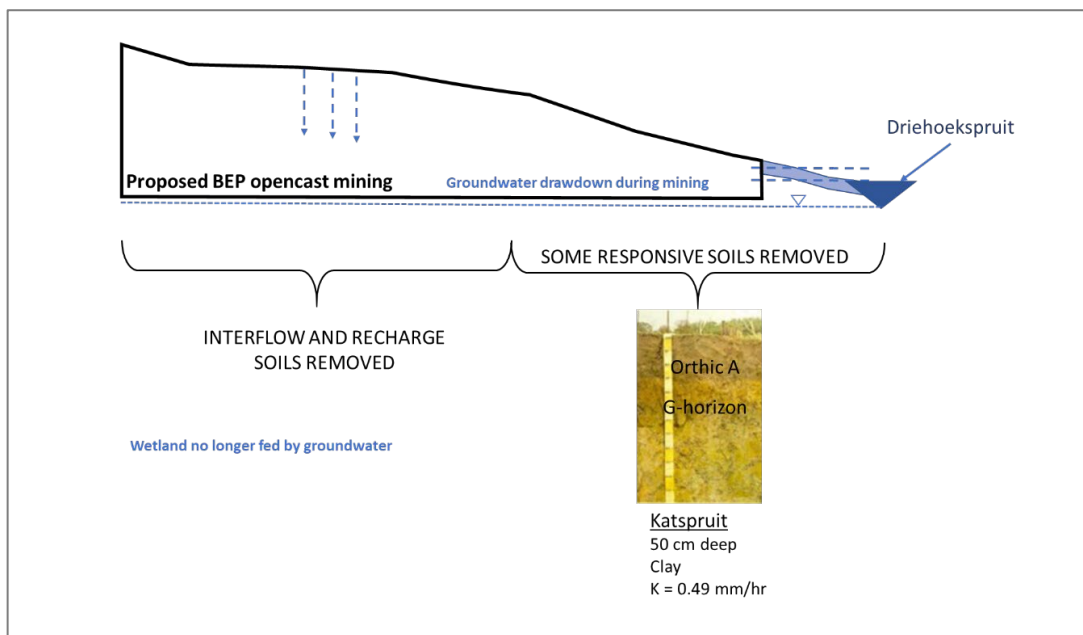 Driehoekspruit
Proposed BEP opencast mining
Groundwater drawdown during mining
SOME RESPONSIVE SOILS REMOVED
INTERFLOW AND RECHARGE
SOILS REMOVED
Orthic A
G-horizon
Wetland no longer fed by groundwater
Katspruit
50 cm deep
Clay
K = 0.49 mm/hr